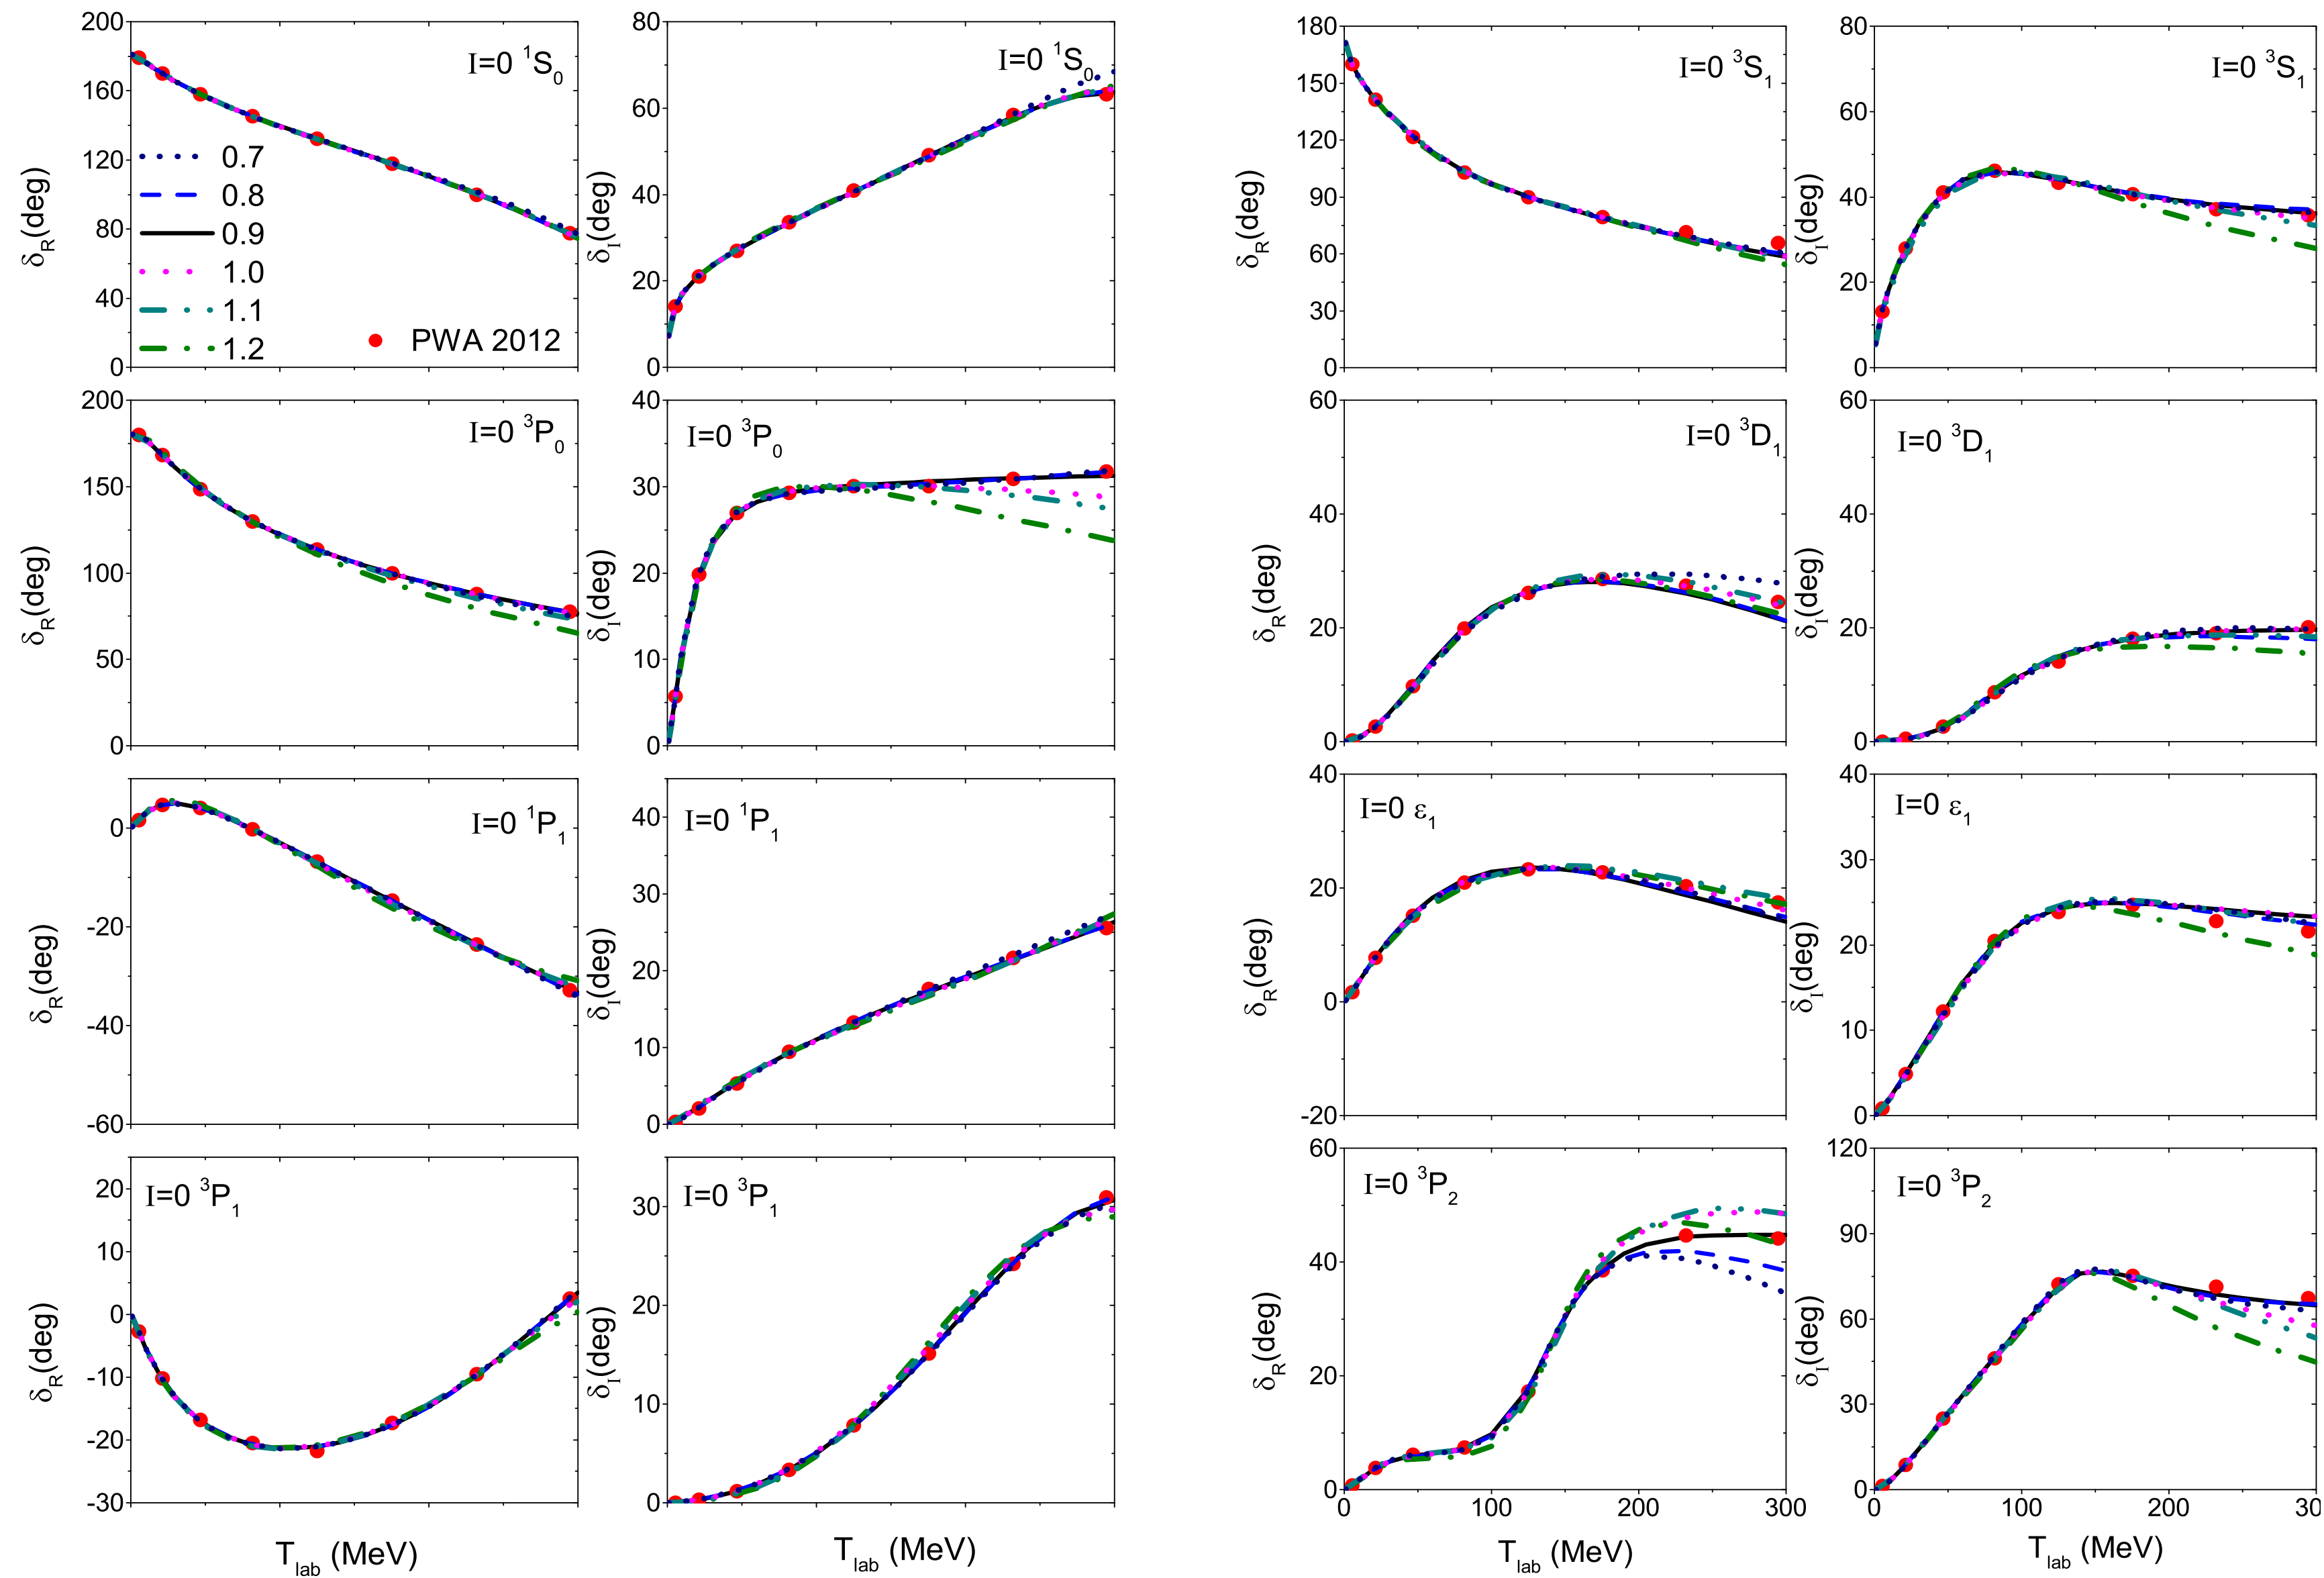 200
160
120
80
40
0
δR(deg)
I=0 1S0
0.7
0.8
0.9
1.0
1.1
1.2
PWA 2012
80
60
40
20
0
δI(deg)
I=0 1S0
180
150
120
90
60
30
0
δR(deg)
I=0 3S1
80
60
40
20
0
δI(deg)
I=0 3S1
200
150
100
50
0
δR(deg)
I=0 3P0
40
30
20
10
0
δI(deg)
I=0 3P0
60
40
20
0
δR(deg)
I=0 3D1
60
40
20
0
δI(deg)
I=0 3D1
0
-20
-40
-60
δR(deg)
I=0 1P1
40
30
20
10
0
δI(deg)
I=0 1P1
40
20
0
-20
δR(deg)
I=0 ε1
40
30
20
10
0
δI(deg)
I=0 ε1
20
10
0
-10
-20
-30
δR(deg)
I=0 3P1
Tlab (MeV)
30
20
10
0
δI(deg)
I=0 3P1
Tlab (MeV)
60
40
20
0
δR(deg)
I=0 3P2
0 100 200 300
Tlab (MeV)
120
90
60
30
0
δI(deg)
I=0 3P2
0 100 200 300
Tlab (MeV)